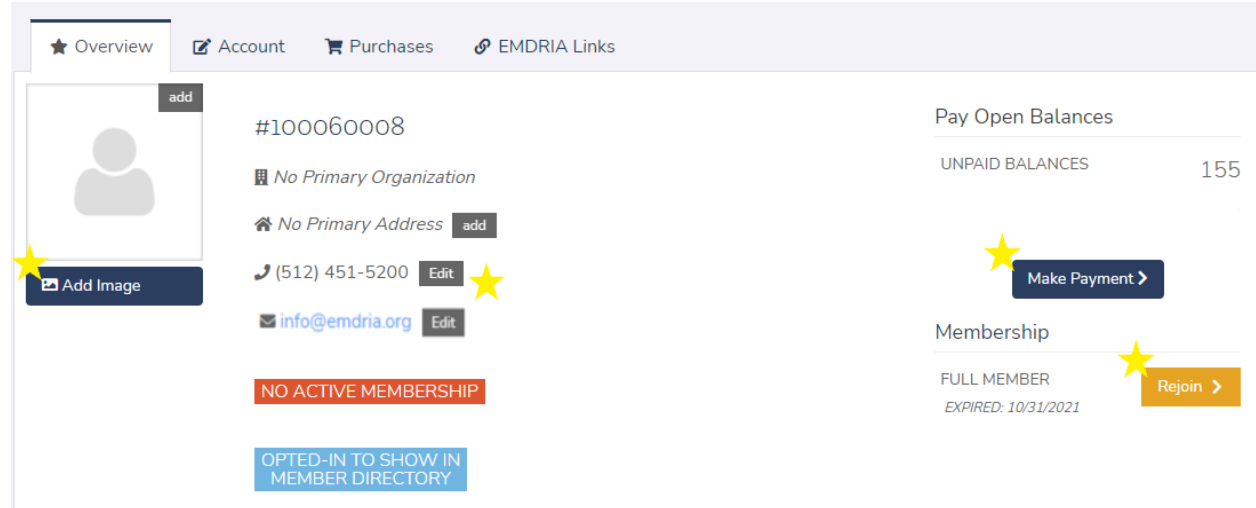 Overview Account Purchases EMDRIA Links
add
#100060008
No Primary Organization
No Primary Address add
(512) 451-5200 Edit
info@emdria.org Edit
Add Image
NO ACTIVE MEMBERSHIP
OPTED-IN TO SHOW IN
MEMBER DIRECTORY
Pay Open Balances
UNPAID BALANCES 155
Make Payment
Membership
FULL MEMBER
EXPIRED: 10/31/2021
Rejoin